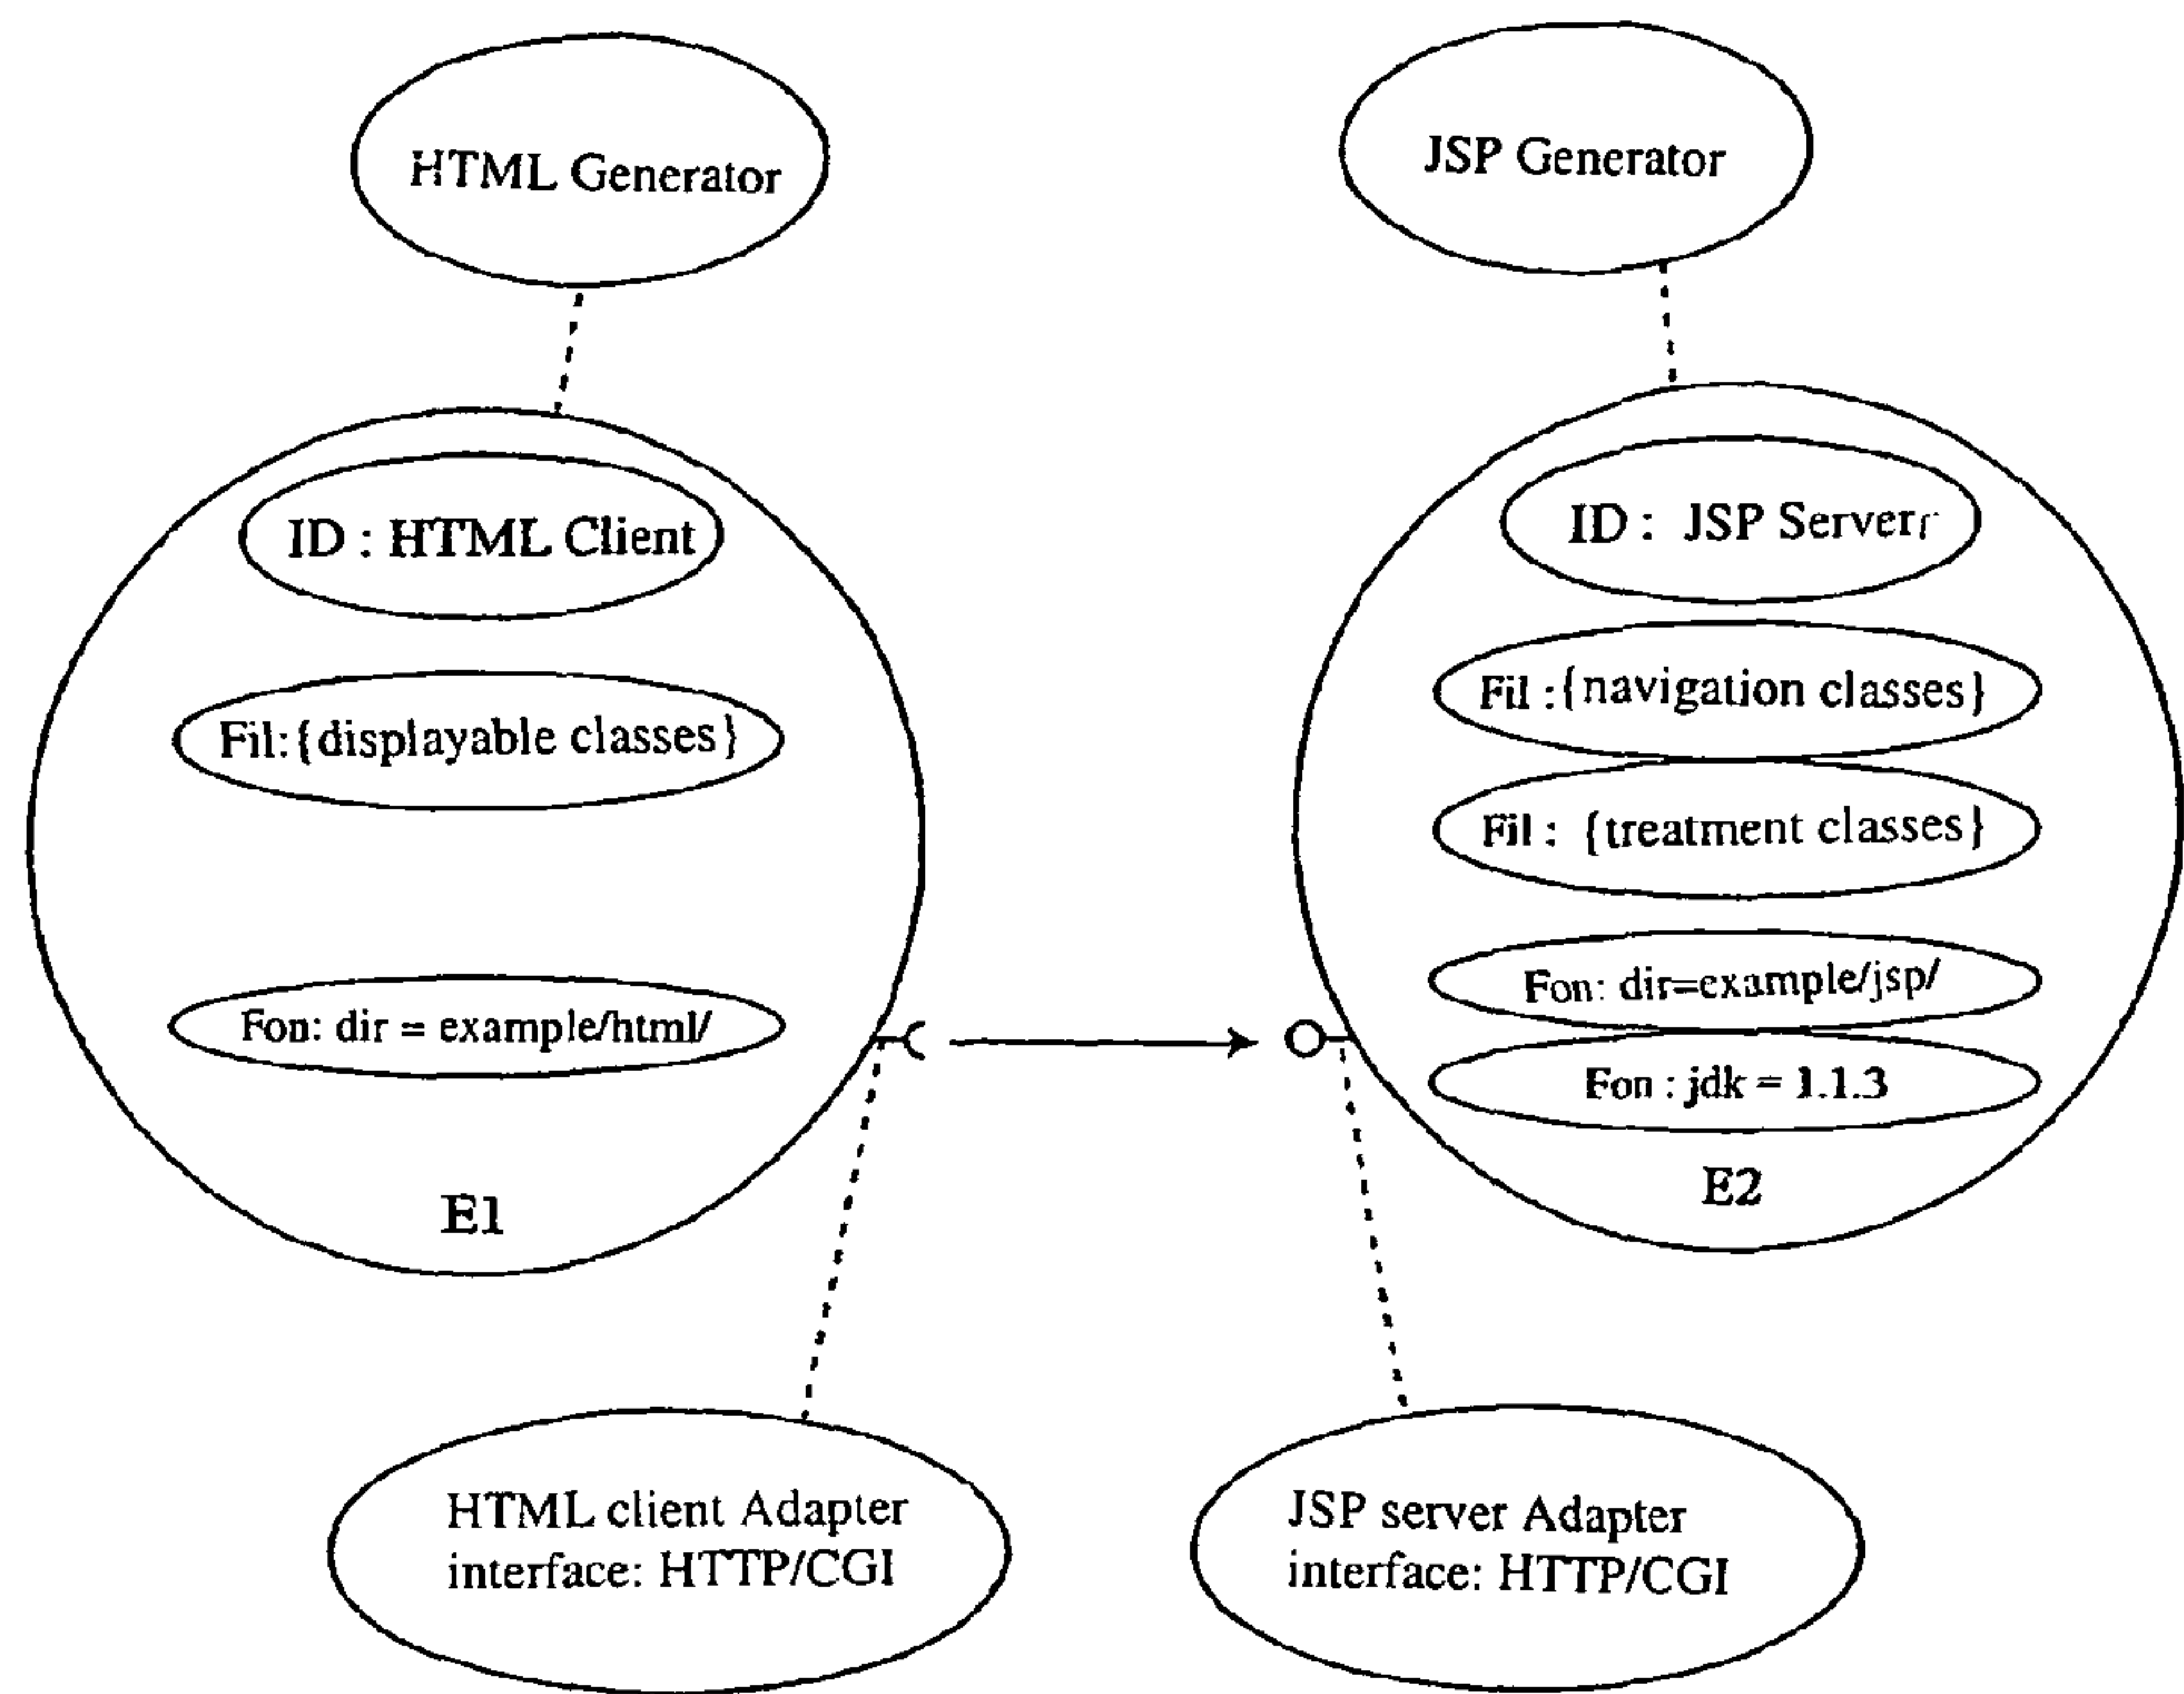 HTML Generator
JSP Generator
ID : HTML Client
Fil:{displayable classes}
Fon: dir = example/html/
E1
ID : JSP Serverr
Fil :{navigation classes}
Fil : {treatment classes}
Fon: dir=example/jsp/
Fon : jdk = 1.1.3
E2
HTML client Adapter
interface: HTTP/CGI
JSP server Adapter
interface: HTTP/CGI